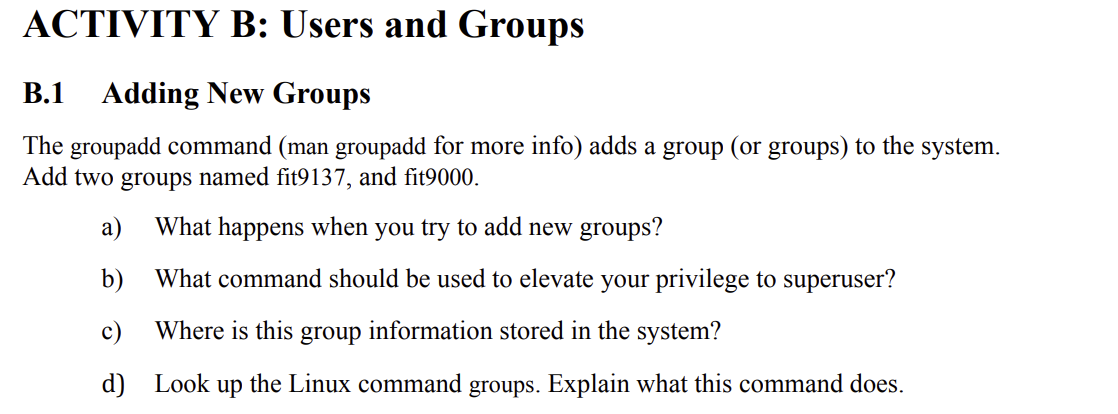 ACTIVITY B: Users and Groups
B.1 Adding New Groups
The groupadd command (man groupadd for more info) adds a group (or groups) to the system.
Add two groups named fit9137, and fit9000.
a) What happens when you try to add new groups?
b) What command should be used to elevate your privilege to superuser?
c) Where is this group information stored in the system?
d) Look up the Linux command groups. Explain what this command does.